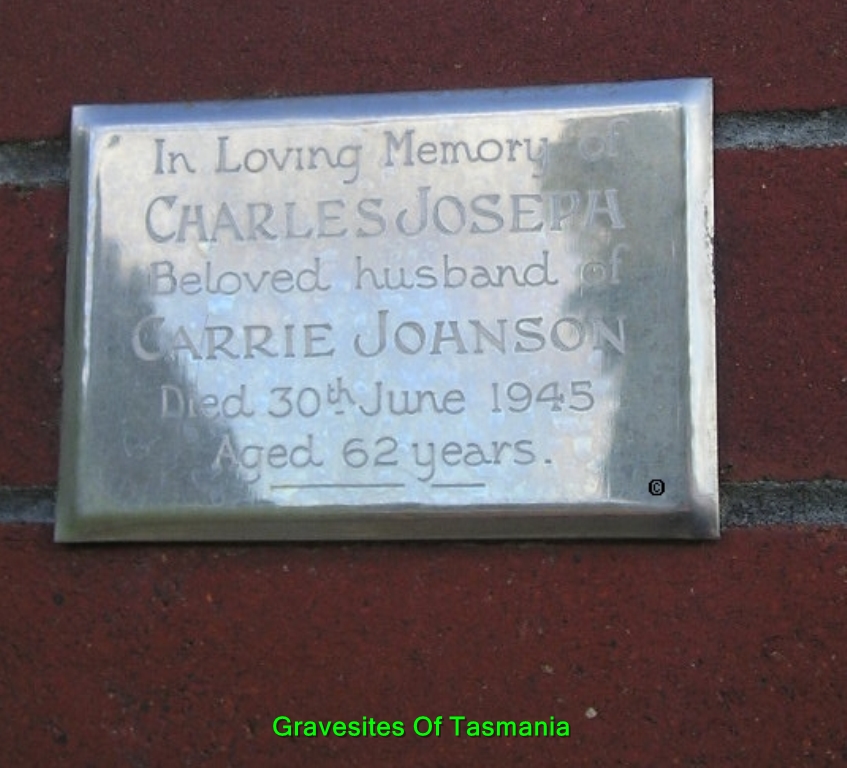 In Loving Memory of
CHARLES JOSEPH
Beloved husband of
CARRIE JOHNSON
Died 30th June 1945
Aged 62 years.
©
Gravesites Of Tasmania